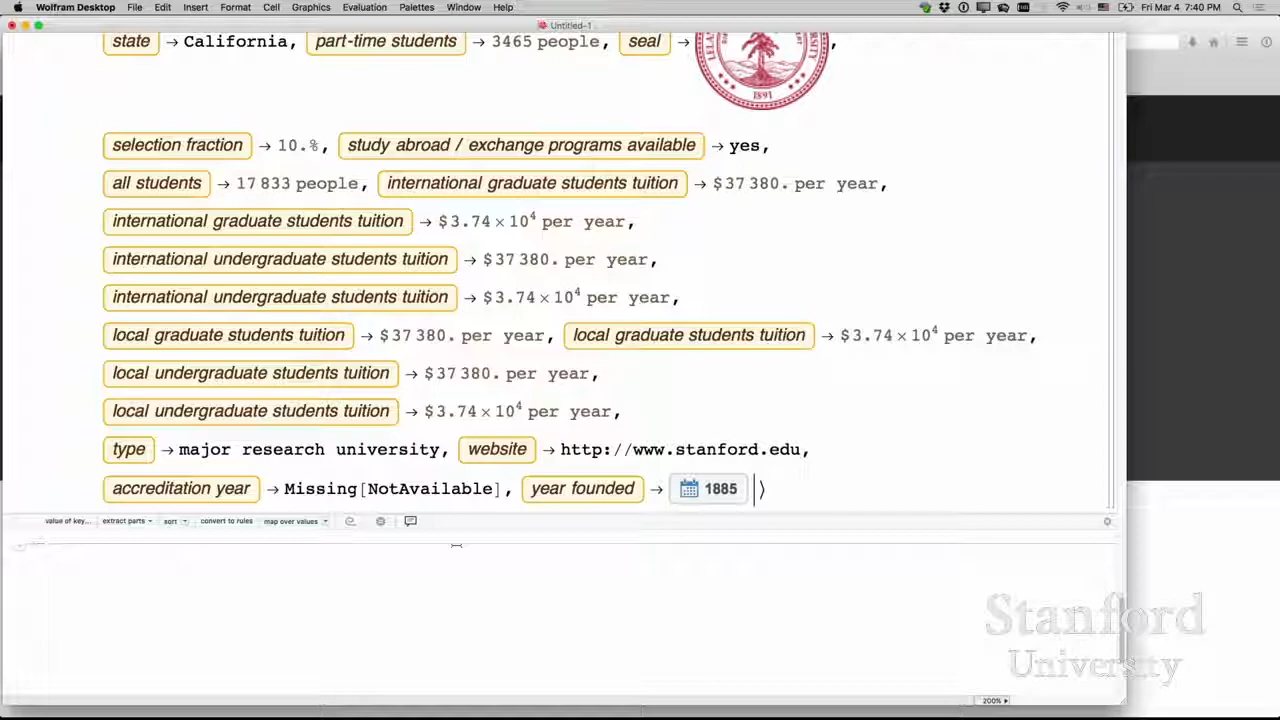 Wolfram Desktop File Edit Insert Format Cell Graphics Evaluation Palettes Window Help Fri Mar 4 7:40 PM
Untitled-1
state → California, part-time students → 3465 people, seal → ,
1891
selection fraction → 10.%, study abroad / exchange programs available → yes,
all students → 17 833 people, international graduate students tuition → $37 380. per year,
international graduate students tuition → $3.74 × 10⁴ per year,
international undergraduate students tuition → $37 380. per year,
international undergraduate students tuition → $3.74 × 10⁴ per year,
local graduate students tuition → $37 380. per year, local graduate students tuition → $3.74 × 10⁴ per year,
local undergraduate students tuition → $37 380. per year,
local undergraduate students tuition → $3.74 × 10⁴ per year,
type → major research university, website → http://www.stanford.edu,
accreditation year → Missing[NotAvailable], year founded → 1885 ⟩
value of key... extract parts sort convert to rules map over values
Stanford
University
200%